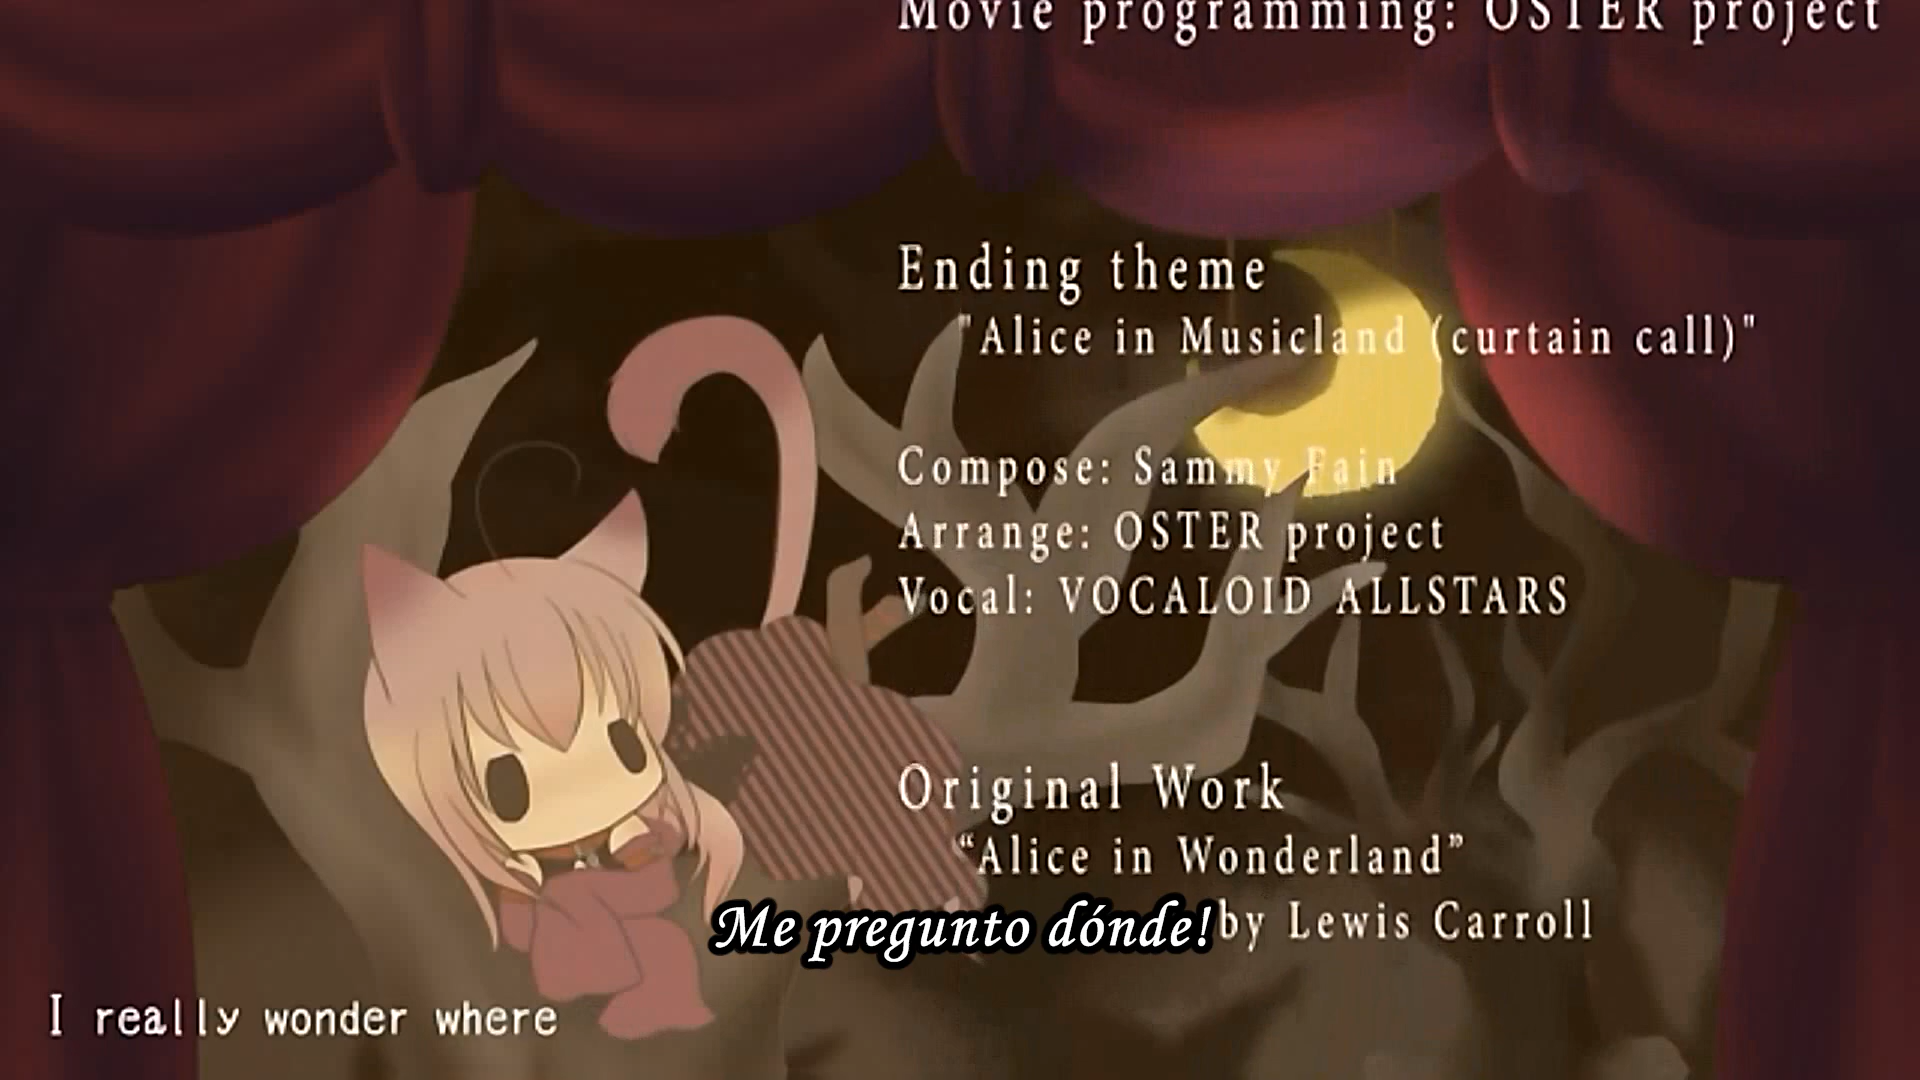 Movie programming: OSTER project
Ending theme
"Alice in Musicland (curtain call)"
Compose: Sammy Fain
Arrange: OSTER project
Vocal: VOCALOID ALLSTARS
Original Work
“Alice in Wonderland”
by Lewis Carroll
Me pregunto dónde!
I really wonder where